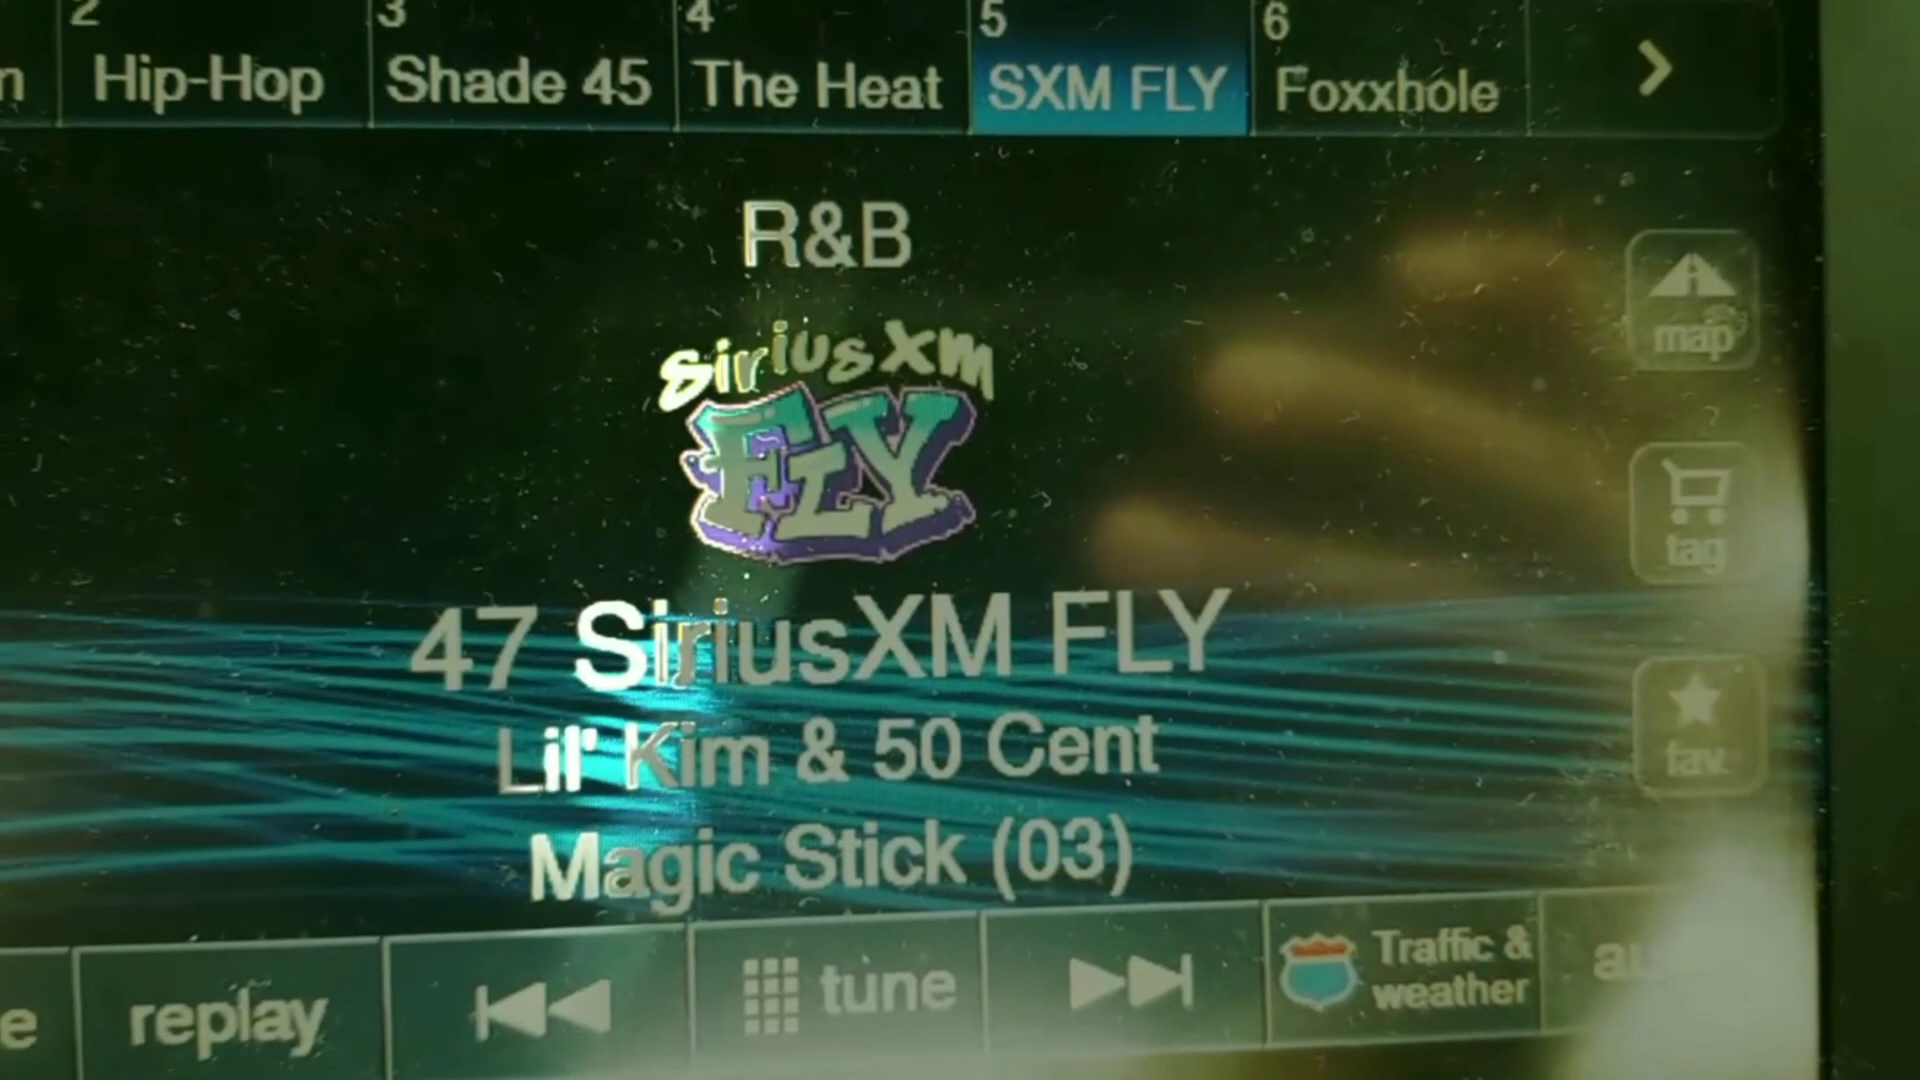 2 3 4 5 6
Hip-Hop Shade 45 The Heat SXM FLY Foxxhole
R&B
siriusxm
FLY
map
tag
47 SiriusXM FLY
fav.
Lil' Kim & 50 Cent
Magic Stick (03)
replay tune Traffic &
weather